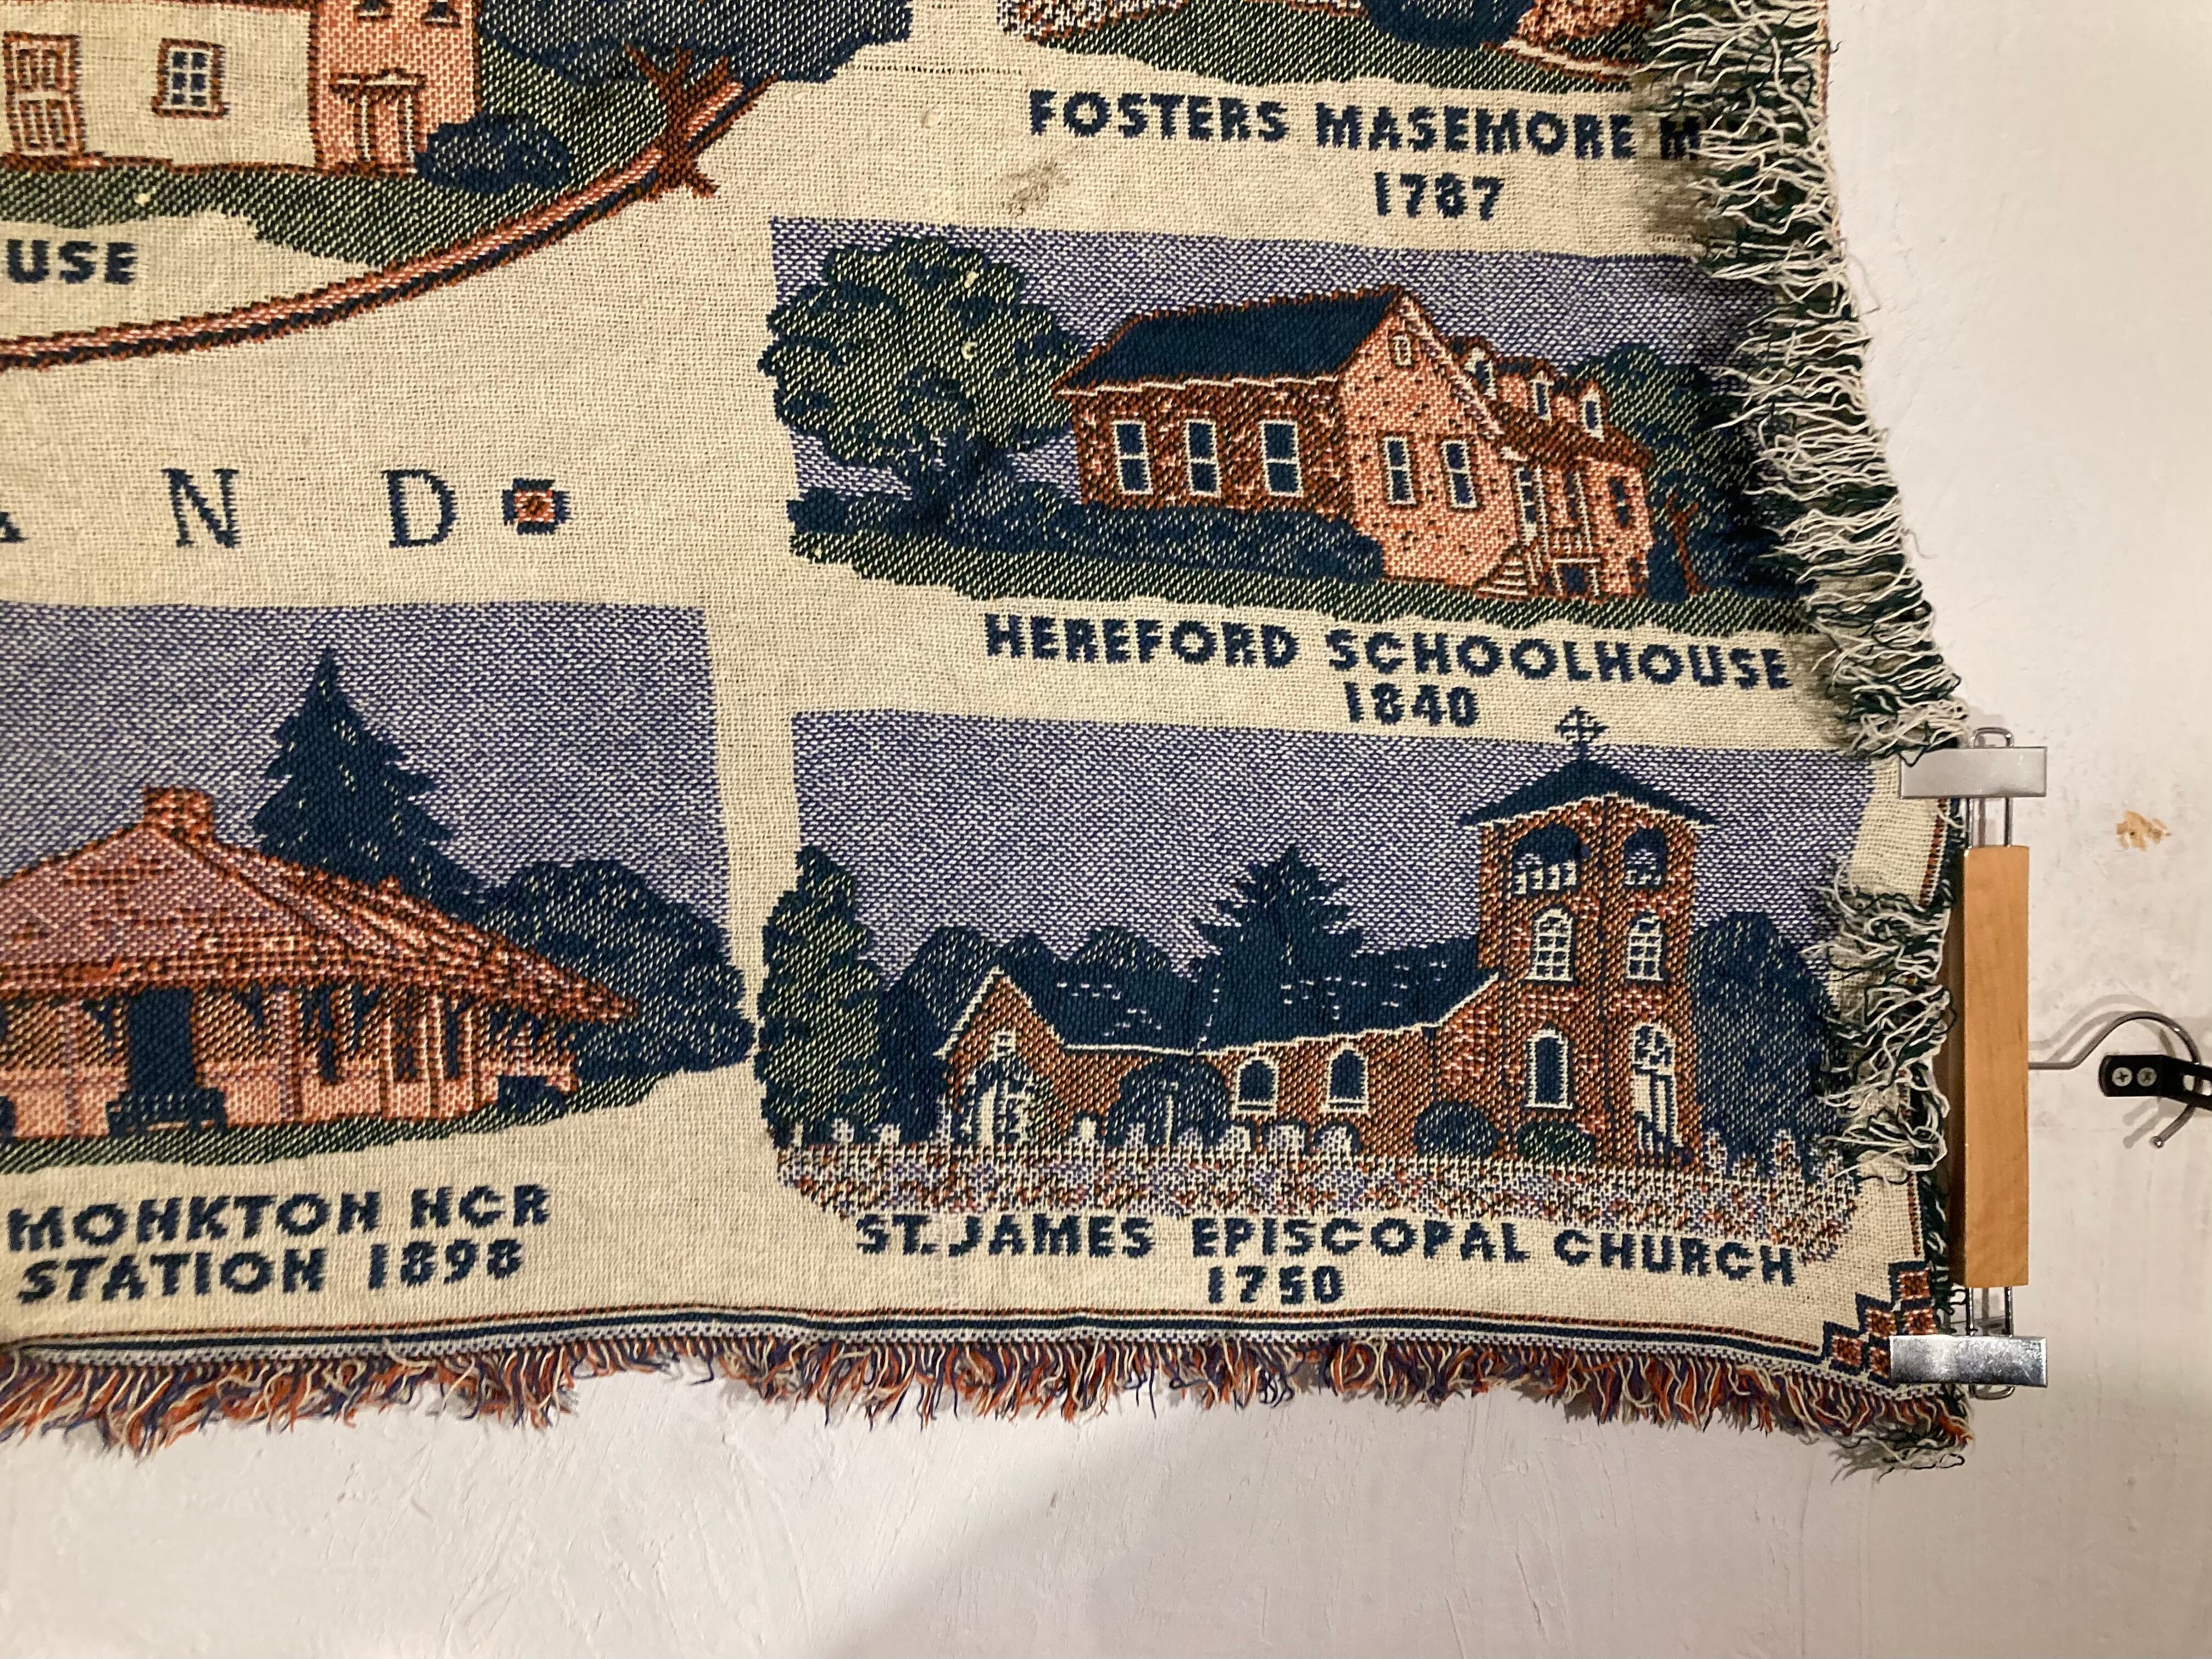 FOSTERS MASEMORE M
1787
USE
HEREFORD SCHOOLHOUSE
1840
N D
MONKTON NCR
STATION 1898
ST. JAMES EPISCOPAL CHURCH
1750